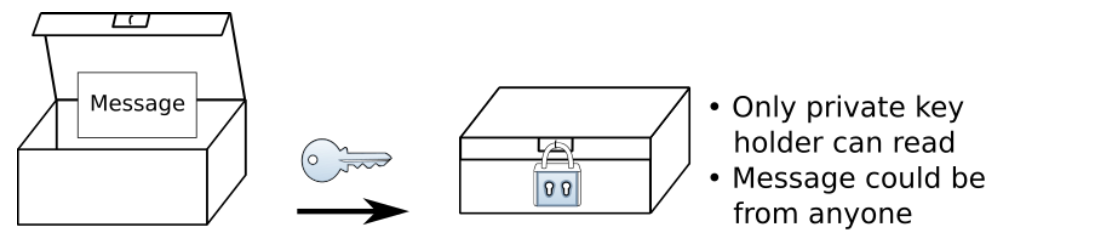 Message
• Only private key
holder can read
• Message could be
from anyone